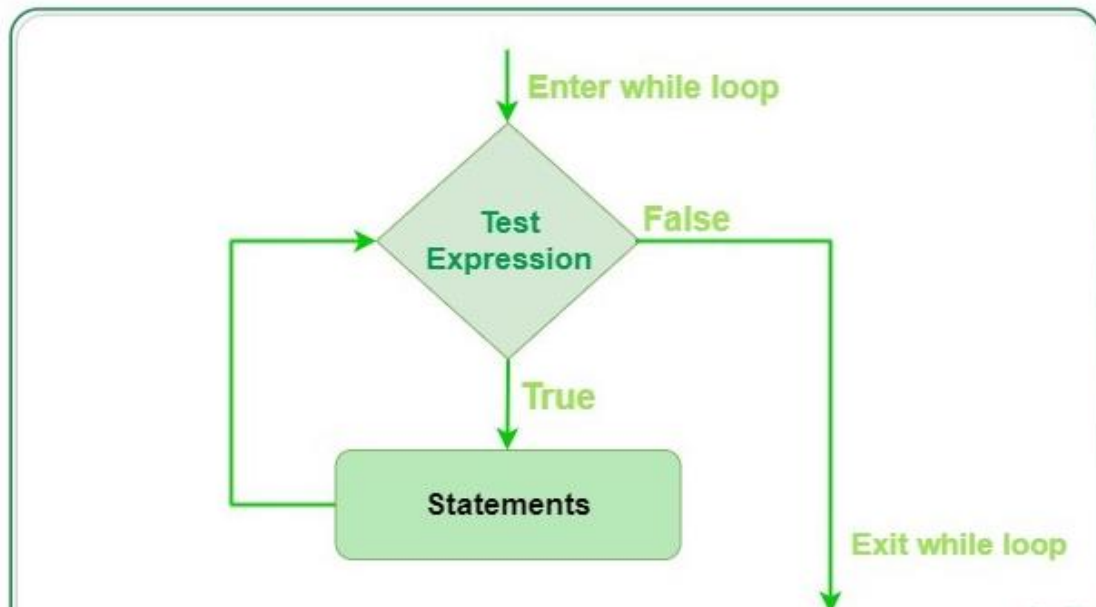 Enter while loop
Test
Expression
False
True
Statements
Exit while loop